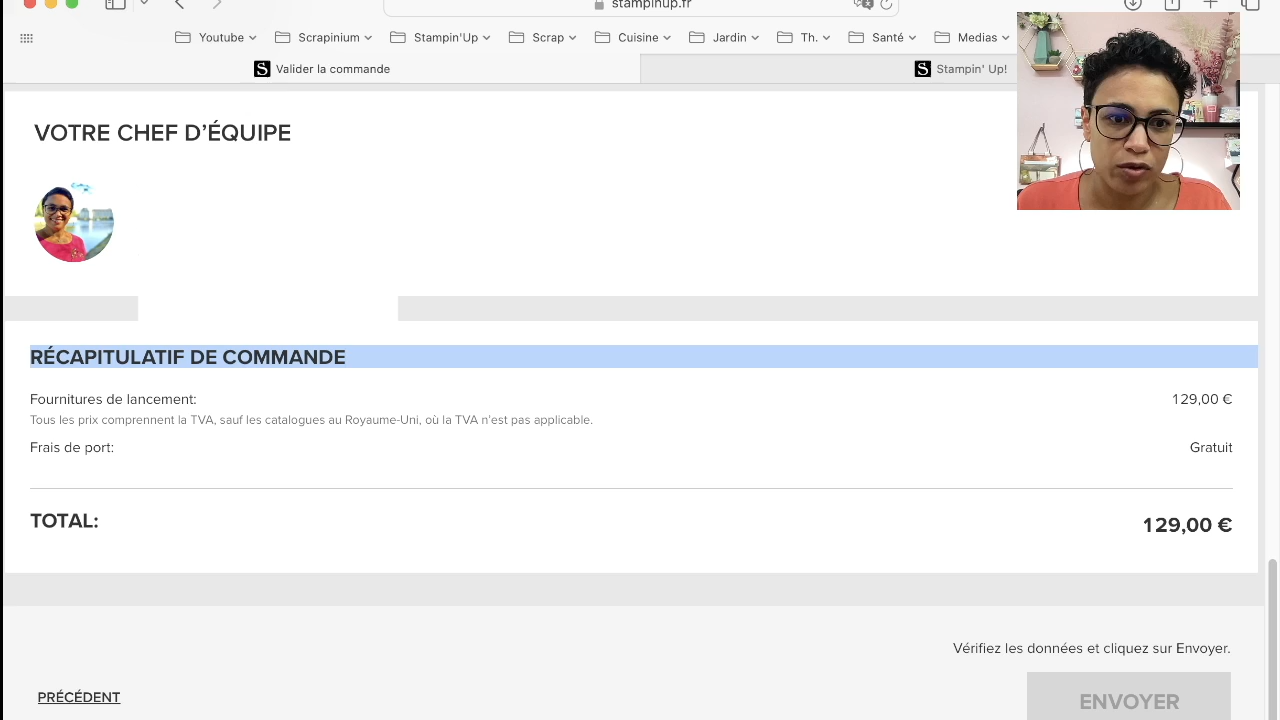 stampinup.fr
Youtube Scrapinium Stampin'Up Scrap Cuisine Jardin Th. Santé Medias
S Valider la commande S Stampin' Up!
VOTRE CHEF D'ÉQUIPE
RÉCAPITULATIF DE COMMANDE
Fournitures de lancement: 129,00 €
Tous les prix comprennent la TVA, sauf les catalogues au Royaume-Uni, où la TVA n'est pas applicable.
Frais de port: Gratuit
TOTAL: 129,00 €
Vérifiez les données et cliquez sur Envoyer.
PRÉCÉDENT ENVOYER